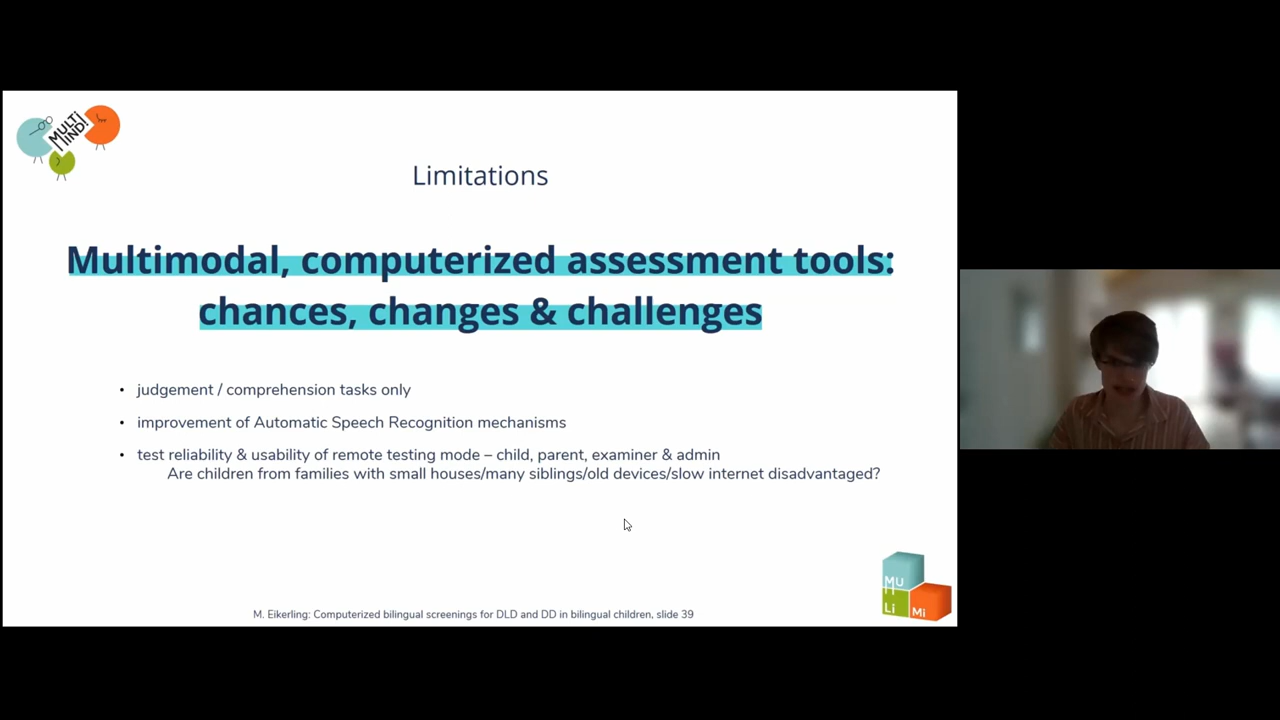 MULTI
MIND!
Limitations
Multimodal, computerized assessment tools:
chances, changes & challenges
• judgement / comprehension tasks only
• improvement of Automatic Speech Recognition mechanisms
• test reliability & usability of remote testing mode – child, parent, examiner & admin
Are children from families with small houses/many siblings/old devices/slow internet disadvantaged?
MU
Li Mi
M. Eikerling: Computerized bilingual screenings for DLD and DD in bilingual children, slide 39